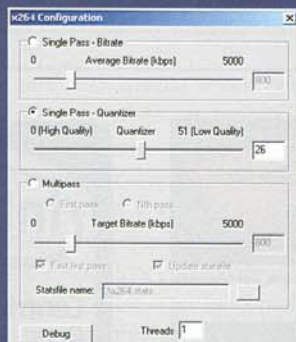 x264 Configuration
Single Pass - Bitrate
0 Average Bitrate (kbps) 5000
800
Single Pass - Quantizer
0 (High Quality) Quantizer 51 (Low Quality)
26
Multipass
First pass Nth pass
0 Target Bitrate (kbps) 5000
800
Fast first pass Update statsfile
Statsfile name: .\x264.stats ...
Debug Threads 1